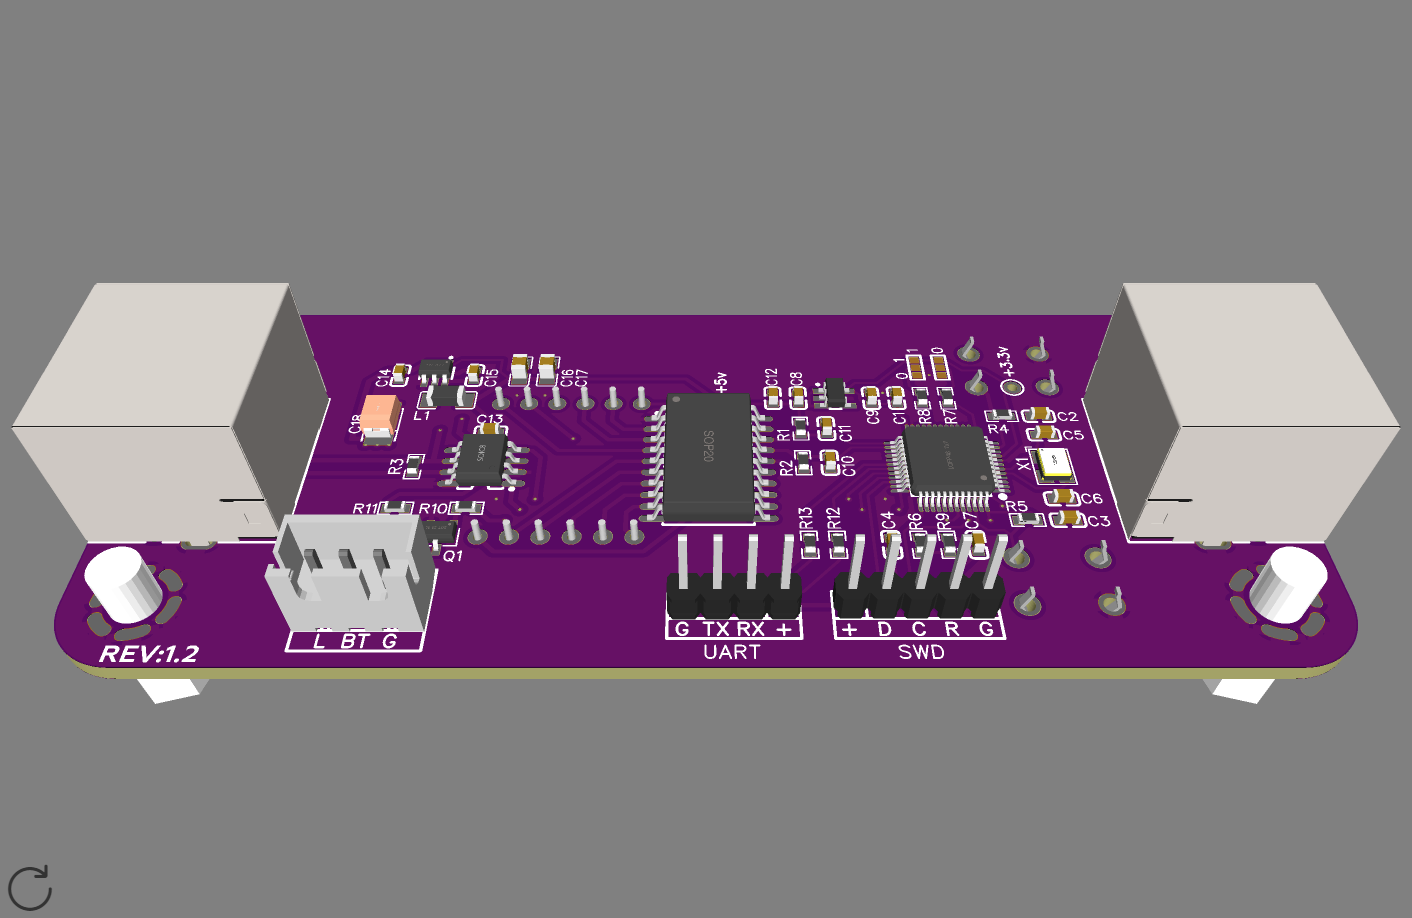 C14
C15
C16
C17
L1
C18
C13
SOIC8
R3
R11
R10
Q1
+5v
SOP20
C12
C8
R1
C11
R2
C10
C9
C1
R8
R7
0
1
1
0
+3.3v
R4
C2
C5
X1
C6
R5
C3
R13
R12
C4
R6
R9
C7
L BT G
REV:1.2
G TX RX +
UART
+ D C R G
SWD